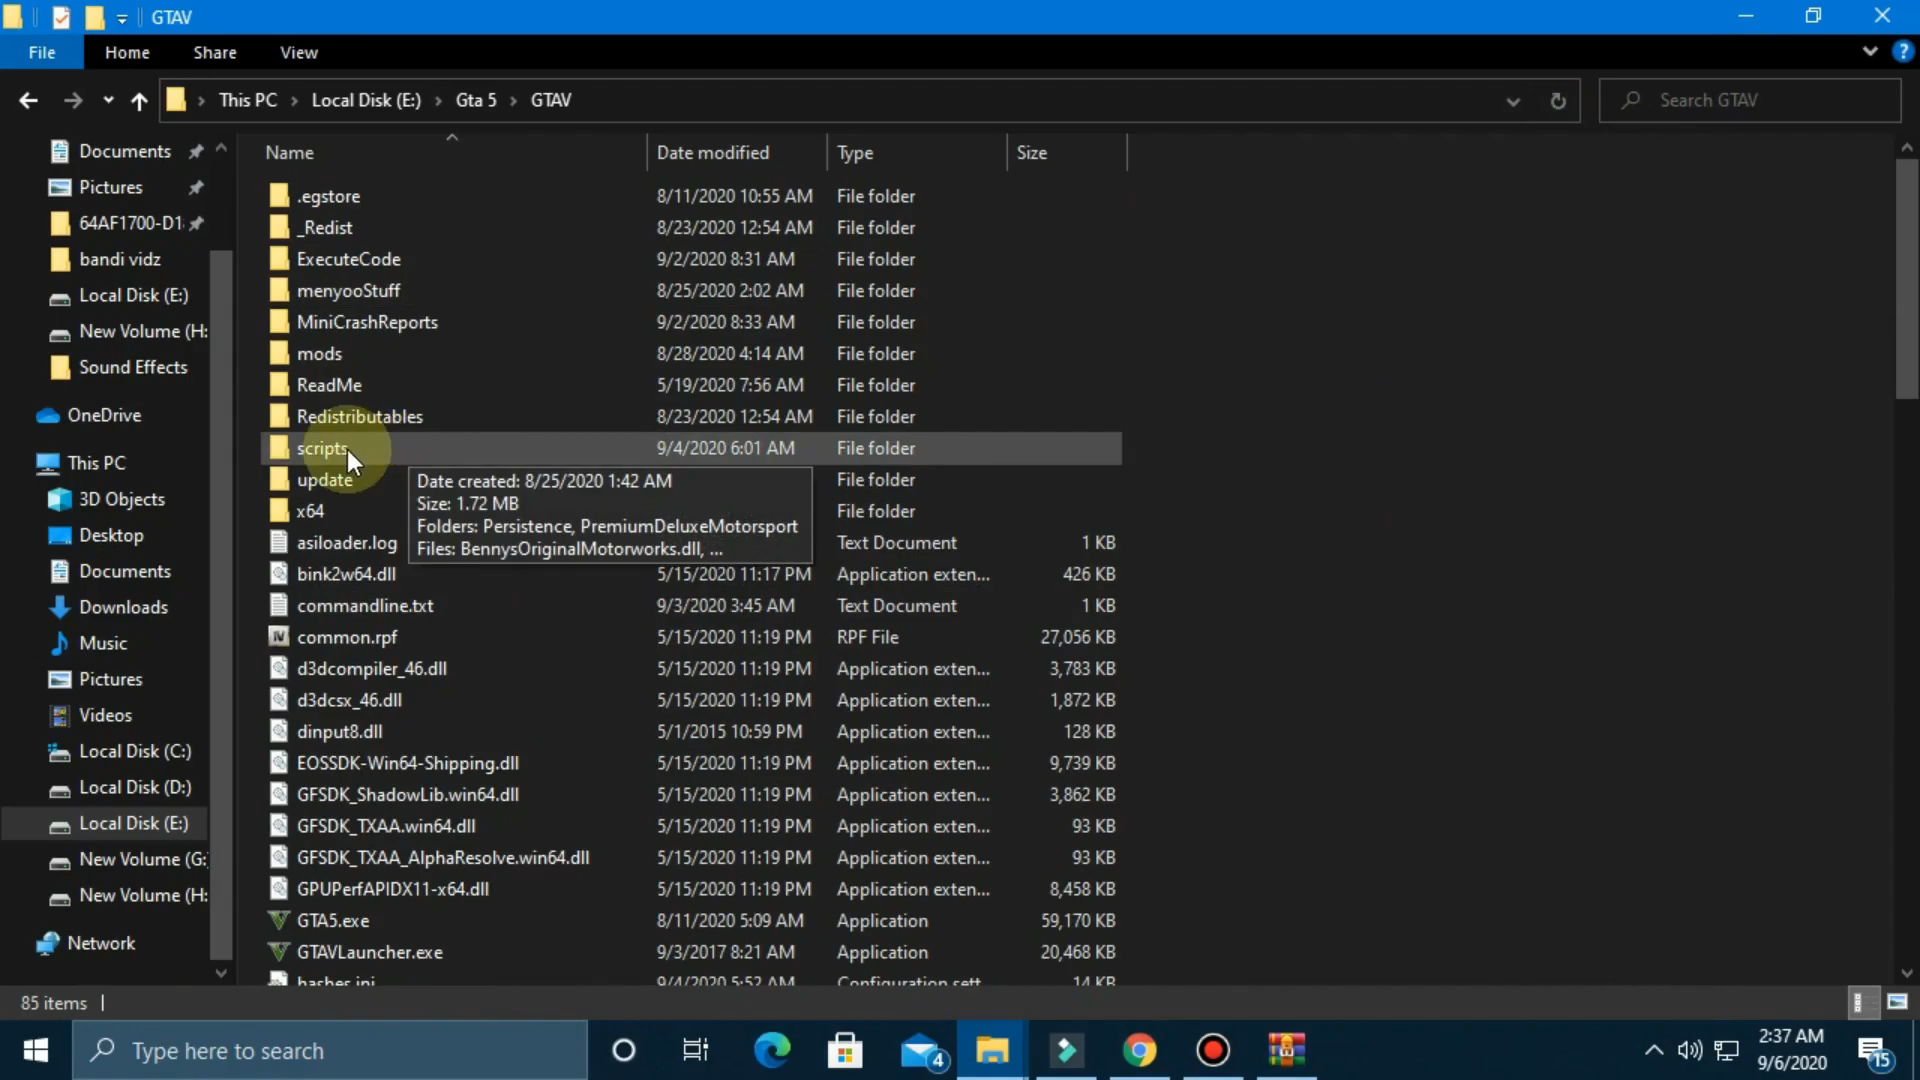 GTAV
File Home Share View
This PC Local Disk (E:) Gta 5 GTAV
Search GTAV
Documents
Pictures
64AF1700-D1
bandi vidz
Local Disk (E:)
New Volume (H:
Sound Effects
OneDrive
This PC
3D Objects
Desktop
Documents
Downloads
Music
Pictures
Videos
Local Disk (C:)
Local Disk (D:)
Local Disk (E:)
New Volume (G:
New Volume (H:
Network
Name Date modified Type Size
.egstore 8/11/2020 10:55 AM File folder
_Redist 8/23/2020 12:54 AM File folder
ExecuteCode 9/2/2020 8:31 AM File folder
menyooStuff 8/25/2020 2:02 AM File folder
MiniCrashReports 9/2/2020 8:33 AM File folder
mods 8/28/2020 4:14 AM File folder
ReadMe 5/19/2020 7:56 AM File folder
Redistributables 8/23/2020 12:54 AM File folder
scripts 9/4/2020 6:01 AM File folder
update File folder
x64 File folder
asiloader.log Text Document 1 KB
Date created: 8/25/2020 1:42 AM
Size: 1.72 MB
Folders: Persistence, PremiumDeluxeMotorsport
Files: BennysOriginalMotorworks.dll, ...
bink2w64.dll 5/15/2020 11:17 PM Application exten... 426 KB
commandline.txt 9/3/2020 3:45 AM Text Document 1 KB
common.rpf 5/15/2020 11:19 PM RPF File 27,056 KB
d3dcompiler_46.dll 5/15/2020 11:19 PM Application exten... 3,783 KB
d3dcsx_46.dll 5/15/2020 11:19 PM Application exten... 1,872 KB
dinput8.dll 5/1/2015 10:59 PM Application exten... 128 KB
EOSSDK-Win64-Shipping.dll 5/15/2020 11:19 PM Application exten... 9,739 KB
GFSDK_ShadowLib.win64.dll 5/15/2020 11:19 PM Application exten... 3,862 KB
GFSDK_TXAA.win64.dll 5/15/2020 11:19 PM Application exten... 93 KB
GFSDK_TXAA_AlphaResolve.win64.dll 5/15/2020 11:19 PM Application exten... 93 KB
GPUPerfAPIDX11-x64.dll 5/15/2020 11:19 PM Application exten... 8,458 KB
GTA5.exe 8/11/2020 5:09 AM Application 59,170 KB
GTAVLauncher.exe 9/3/2017 8:21 AM Application 20,468 KB
hashes.ini 9/4/2020 5:52 AM Configuration sett... 14 KB
85 items
Type here to search
4
2:37 AM
9/6/2020
15